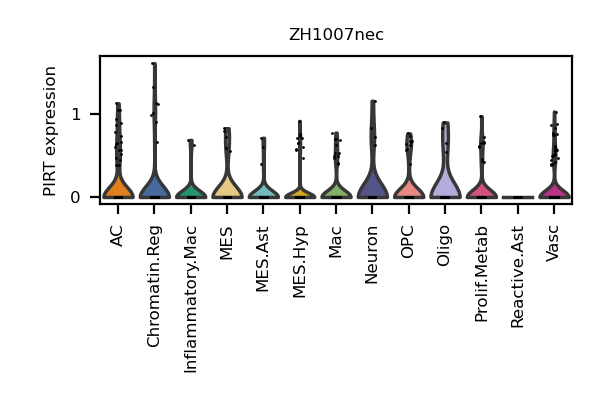 ZH1007nec
PIRT expression
1
0
AC
Chromatin.Reg
Inflammatory.Mac
MES
MES.Ast
MES.Hyp
Mac
Neuron
OPC
Oligo
Prolif.Metab
Reactive.Ast
Vasc